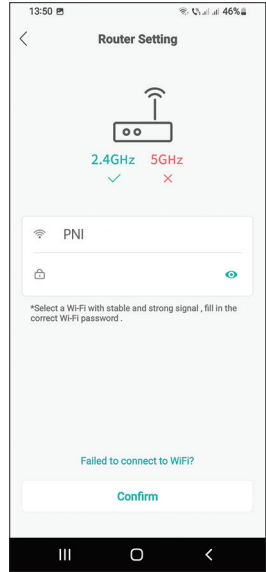 13:50 46%
Router Setting
2.4GHz 5GHz
PNI
*Select a Wi-Fi with stable and strong signal , fill in the
correct Wi-Fi password .
Failed to connect to WiFi?
Confirm